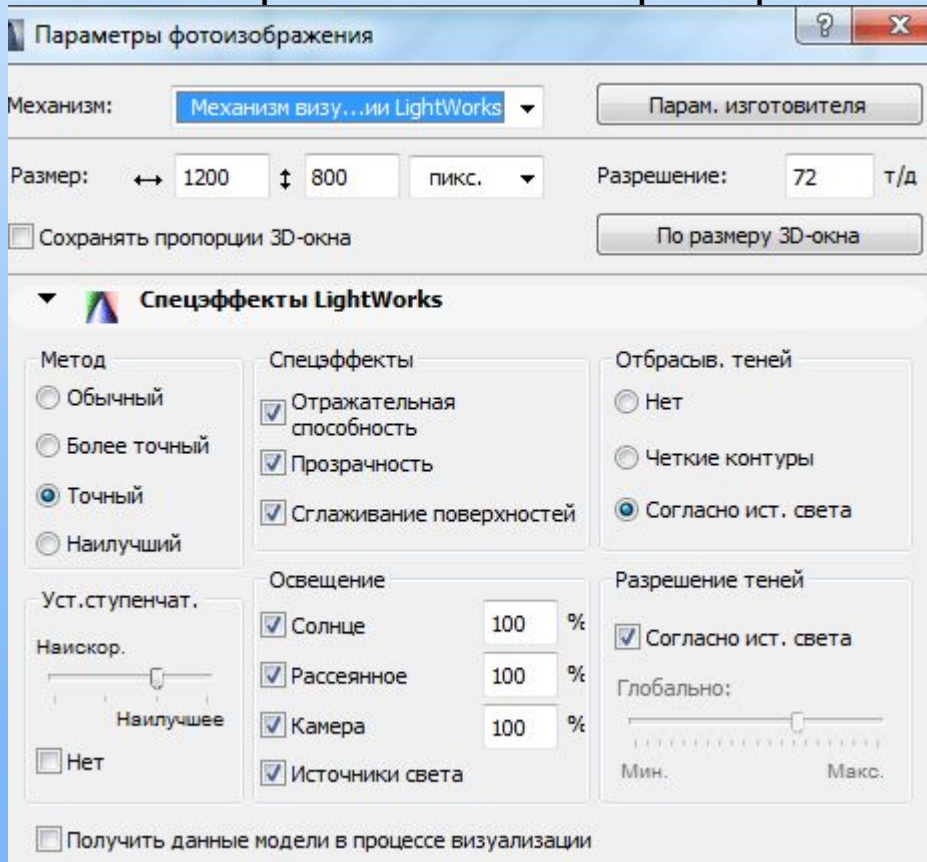 Параметры фотоизображения
Механизм: Механизм визу...ии LightWorks Парам. изготовителя
Размер: 1200 800 пикс. Разрешение: 72 т/д
Сохранять пропорции 3D-окна По размеру 3D-окна
Спецэффекты LightWorks
Метод
Обычный
Более точный
Точный
Наилучший
Спецэффекты
Отражательная
способность
Прозрачность
Сглаживание поверхностей
Отбрасыв. теней
Нет
Четкие контуры
Согласно ист. света
Уст.ступенчат.
Наискор.
Наилучшее
Нет
Освещение
Солнце 100 %
Рассеянное 100 %
Камера 100 %
Источники света
Разрешение теней
Согласно ист. света
Глобально:
Мин. Макс.
Получить данные модели в процессе визуализации